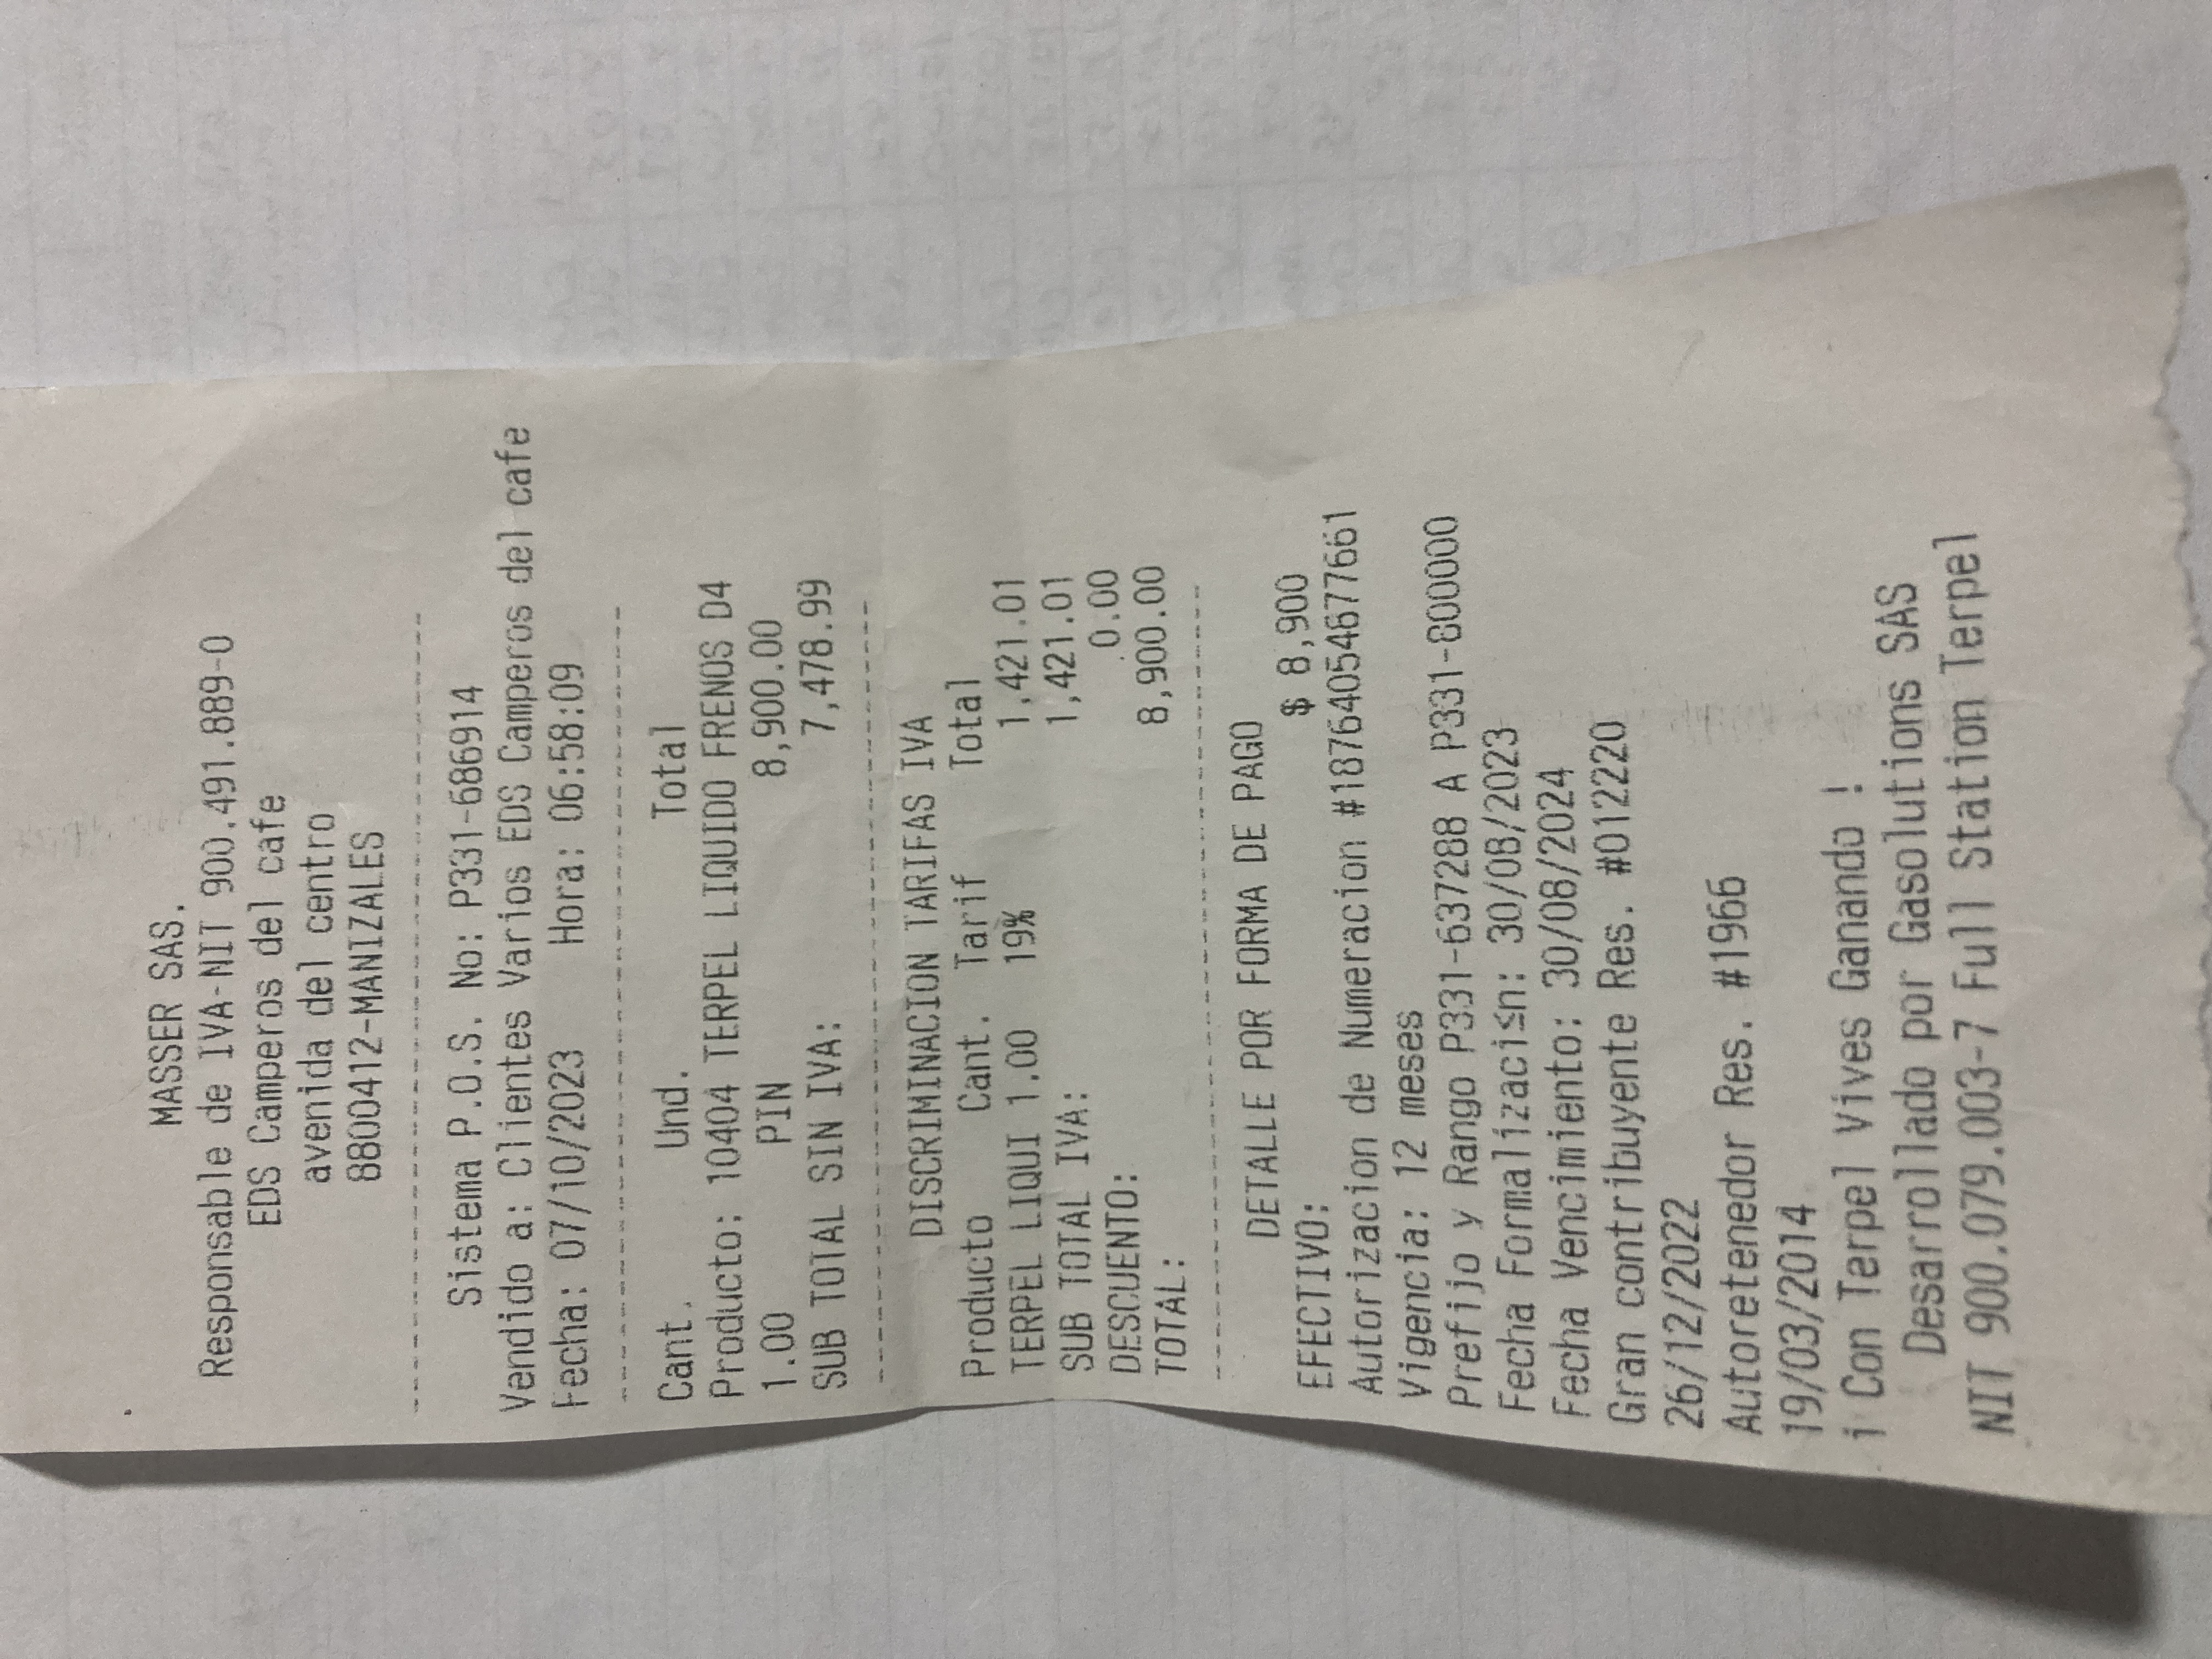 MASSER SAS.
Responsable de IVA-NIT 900.491.889-0
EDS Camperos del cafe
avenida del centro
8800412-MANIZALES
Sistema P.O.S. No: P331-686914
Vendido a: Clientes Varios EDS Camperos del cafe
Fecha: 07/10/2023 Hora: 06:58:09
Cant. Und. Total
Producto: 10404 TERPEL LIQUIDO FRENOS D4
1.00 PIN 8,900.00
SUB TOTAL SIN IVA: 7,478.99
DISCRIMINACION TARIFAS IVA
Producto Cant. Tarif Total
TERPEL LIQUI 1.00 19% 1,421.01
SUB TOTAL IVA: 1,421.01
DESCUENTO: 0.00
TOTAL: 8,900.00
DETALLE POR FORMA DE PAGO
EFECTIVO: $ 8,900
Autorizacion de Numeracion #18764054677661
Vigencia: 12 meses
Prefijo y Rango P331-637288 A P331-800000
Fecha Formalizaci≤n: 30/08/2023
Fecha Vencimiento: 30/08/2024
Gran contribuyente Res. #012220
26/12/2022
Autoretenedor Res. #1966
19/03/2014
¡ Con Terpel Vives Ganando !
Desarrollado por Gasolutions SAS
NIT 900.079.003-7 Full Station Terpel